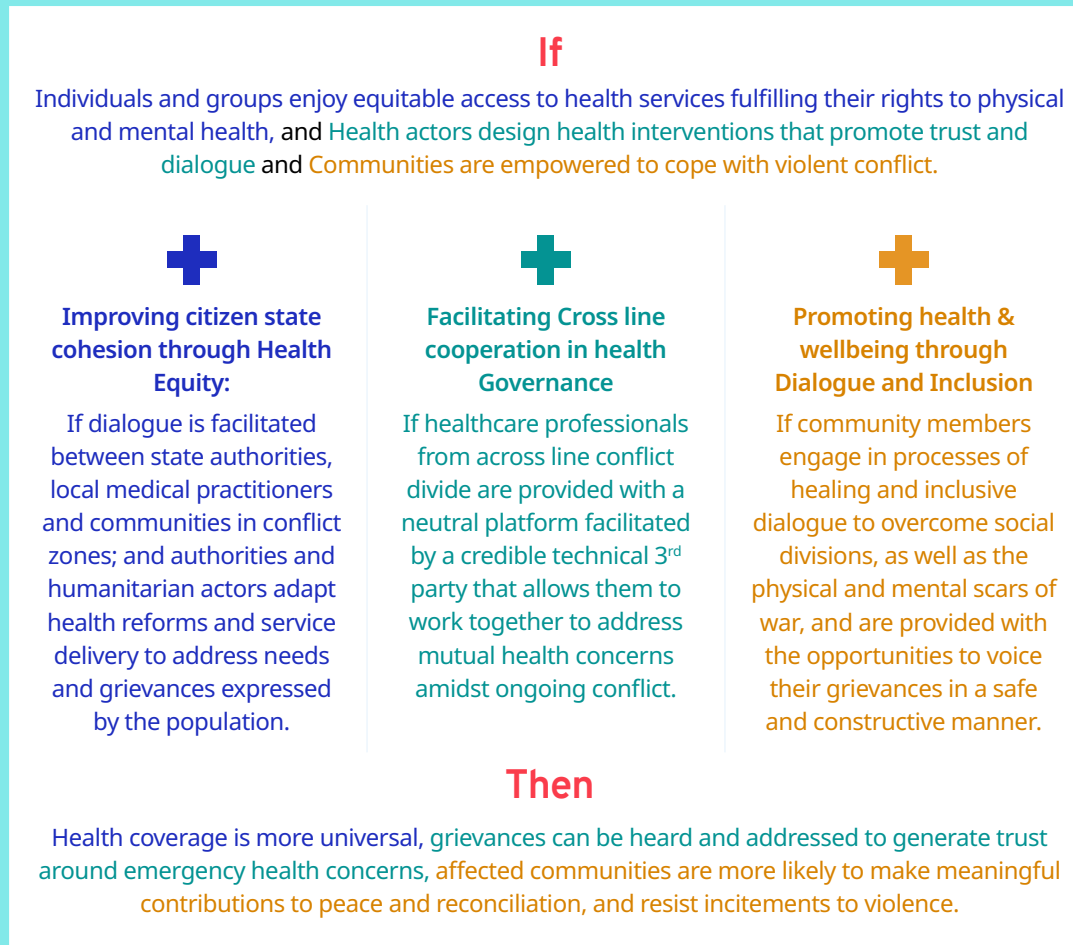 If
Individuals and groups enjoy equitable access to health services fulfilling their rights to physical
and mental health, and Health actors design health interventions that promote trust and
dialogue and Communities are empowered to cope with violent conflict.
Improving citizen state
cohesion through Health
Equity:
If dialogue is facilitated
between state authorities,
local medical practitioners
and communities in conflict
zones; and authorities and
humanitarian actors adapt
health reforms and service
delivery to address needs
and grievances expressed
by the population.
Facilitating Cross line
cooperation in health
Governance
If healthcare professionals
from across line conflict
divide are provided with a
neutral platform facilitated
by a credible technical 3rd
party that allows them to
work together to address
mutual health concerns
amidst ongoing conflict.
Promoting health &
wellbeing through
Dialogue and Inclusion
If community members
engage in processes of
healing and inclusive
dialogue to overcome social
divisions, as well as the
physical and mental scars of
war, and are provided with
the opportunities to voice
their grievances in a safe
and constructive manner.
Then
Health coverage is more universal, grievances can be heard and addressed to generate trust
around emergency health concerns, affected communities are more likely to make meaningful
contributions to peace and reconciliation, and resist incitements to violence.